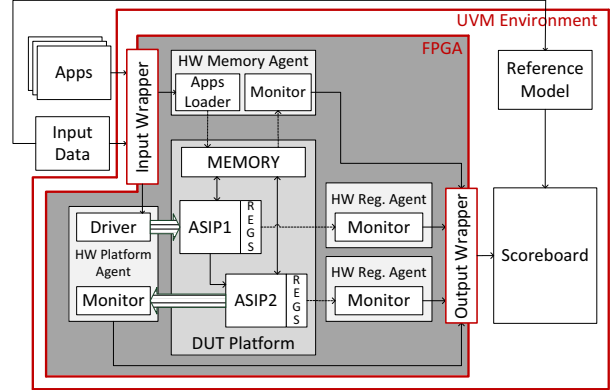 UVM Environment
FPGA
Apps
Input
Data
Input Wrapper
HW Memory Agent
Apps
Loader
Monitor
Reference
Model
MEMORY
Driver
HW Platform
Agent
Monitor
ASIP1
REGS
ASIP2
REGS
DUT Platform
HW Reg. Agent
Monitor
HW Reg. Agent
Monitor
Output Wrapper
Scoreboard